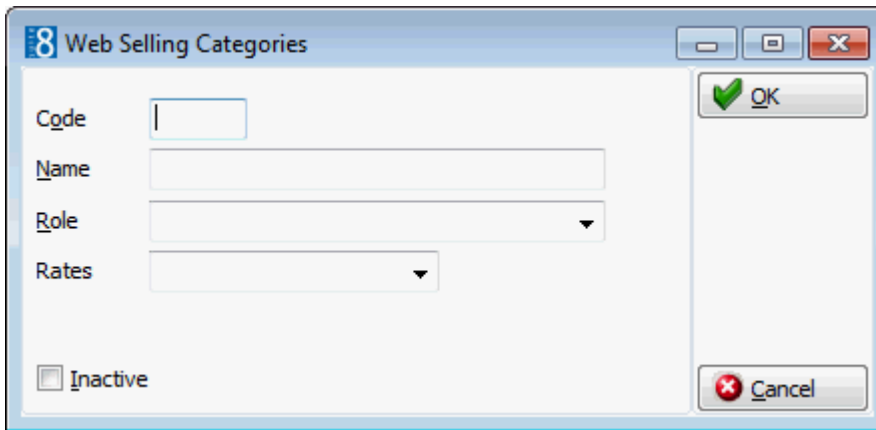 8 Web Selling Categories
OK
Code
Name
Role
Rates
Inactive
Cancel